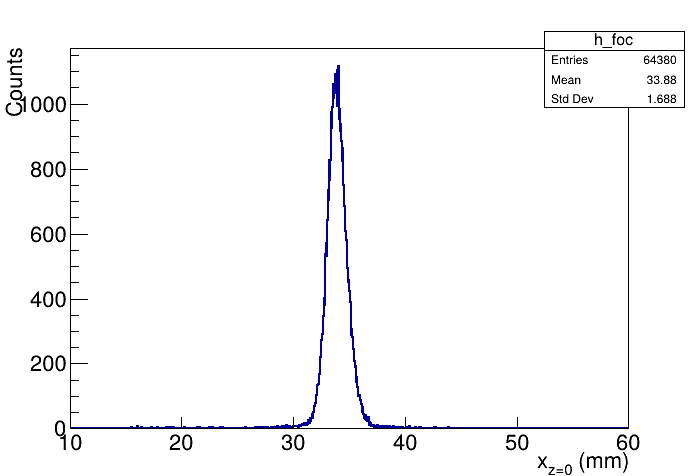 h_foc
Entries 64380
Mean 33.88
Std Dev 1.688
Counts
1000
800
600
400
200
0
10 20 30 40 50 60
x_{z=0} (mm)